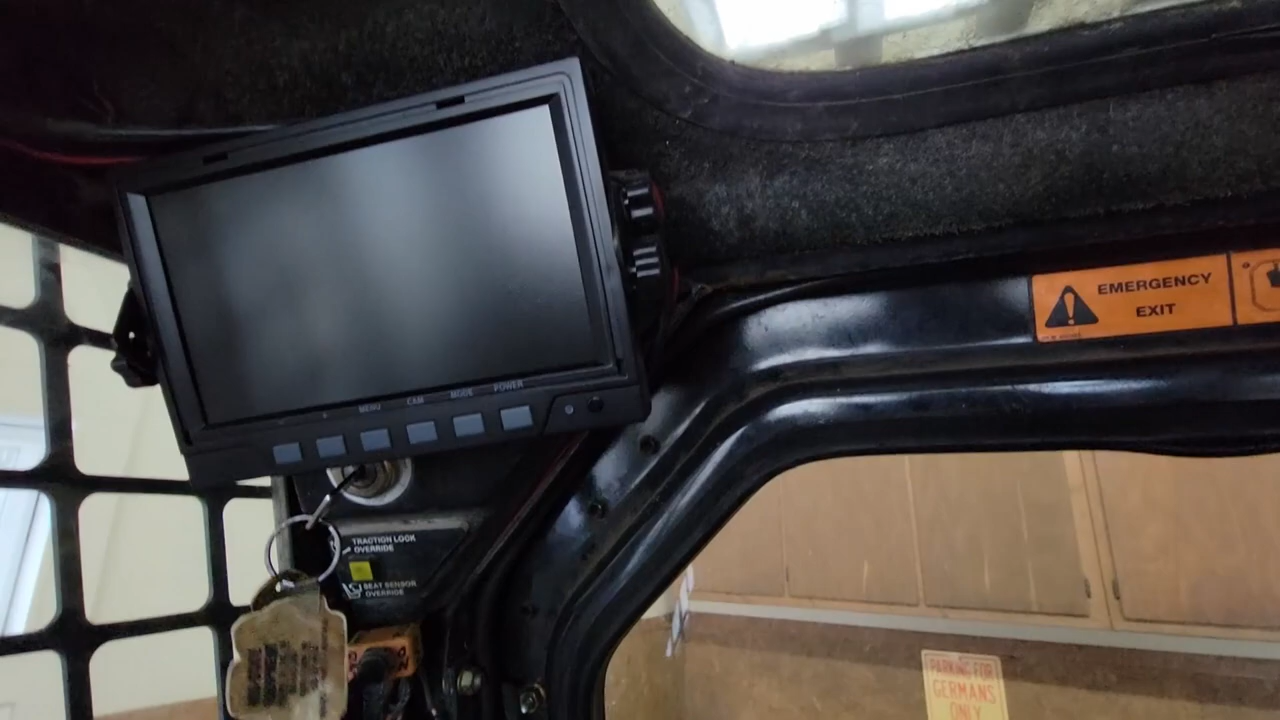 MENU
CAM
MODE
POWER
EMERGENCY
EXIT
TRACTION LOCK
OVERRIDE
SEAT SENSOR
OVERRIDE
PARKING FOR
GERMANS
ONLY